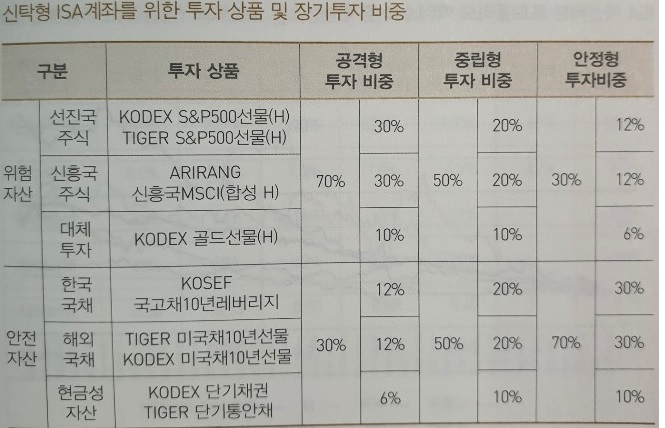 신탁형 ISA계좌를 위한 투자 상품 및 장기투자 비중
구분 투자 상품 공격형 투자 비중 중립형 투자 비중 안정형 투자비중
위험 자산 선진국 주식 KODEX S&P500선물(H) TIGER S&P500선물(H) 70% 30% 50% 20% 30% 12%
신흥국 주식 ARIRANG 신흥국MSCI(합성 H) 30% 20% 12%
대체 투자 KODEX 골드선물(H) 10% 10% 6%
안전 자산 한국 국채 KOSEF 국고채10년레버리지 30% 12% 50% 20% 70% 30%
해외 국채 TIGER 미국채10년선물 KODEX 미국채10년선물 12% 20% 30%
현금성 자산 KODEX 단기채권 TIGER 단기통안채 6% 10% 10%